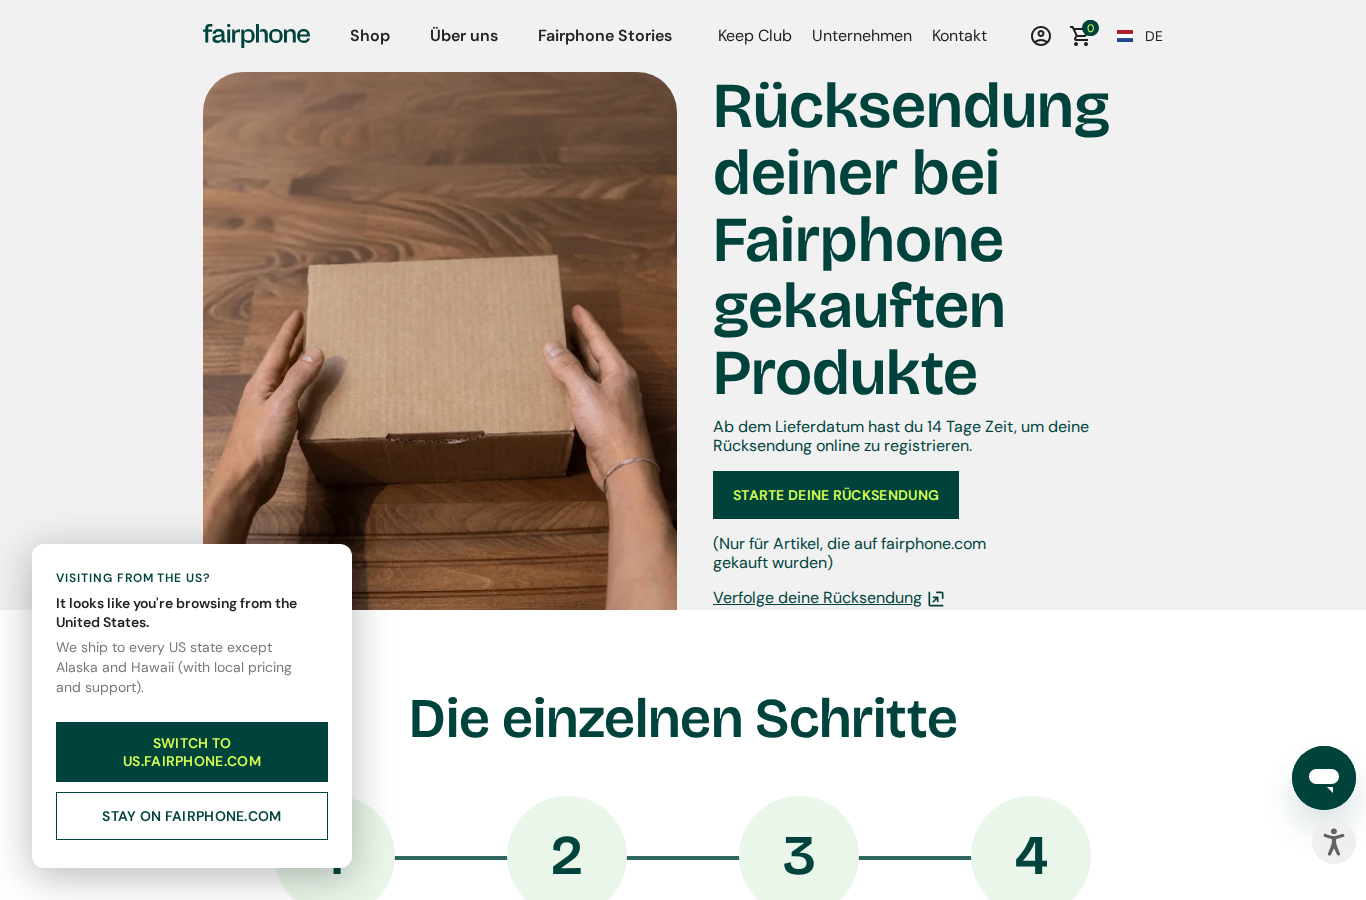 fairphone
Shop
Über uns
Fairphone Stories
Keep Club
Unternehmen
Kontakt
0
DE
Rücksendung
deiner bei
Fairphone
gekauften
Produkte
Ab dem Lieferdatum hast du 14 Tage Zeit, um deine
Rücksendung online zu registrieren.
STARTE DEINE RÜCKSENDUNG
(Nur für Artikel, die auf fairphone.com
gekauft wurden)
Verfolge deine Rücksendung
VISITING FROM THE US?
It looks like you're browsing from the
United States.
We ship to every US state except
Alaska and Hawaii (with local pricing
and support).
SWITCH TO
US.FAIRPHONE.COM
STAY ON FAIRPHONE.COM
Die einzelnen Schritte
2
3
4